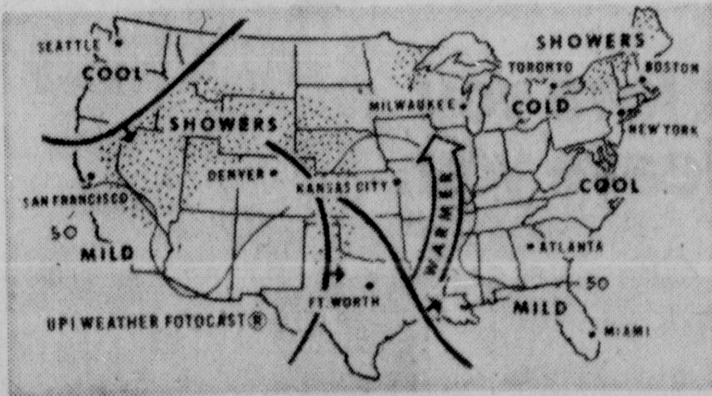 SHOWERS
SEATTLE
COOL
TORONTO
BOSTON
MILWAUKEE
COLD
SHOWERS
NEW YORK
DENVER
KANSAS CITY
COOL
SAN FRANCISCO
50
WARMER
MILD
ATLANTA
50
FT. WORTH
MILD
UPI WEATHER FOTOCAST ®
MIAMI